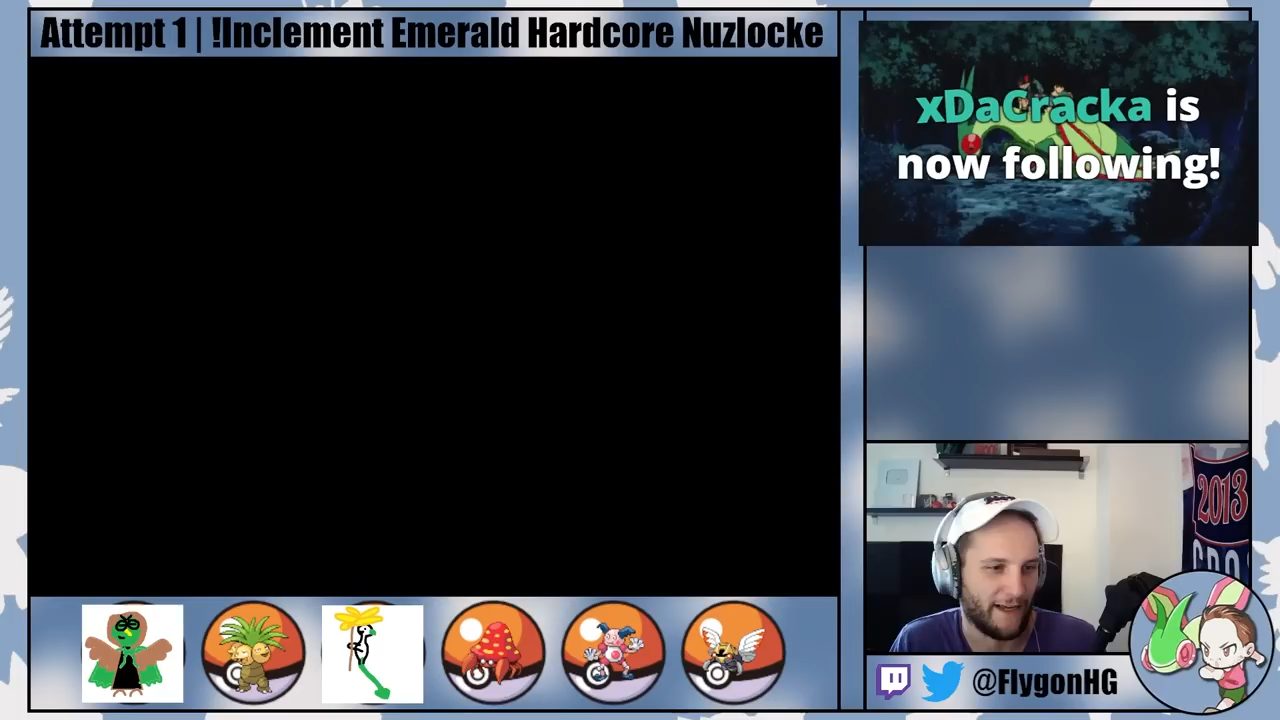 Attempt 1 | !Inclement Emerald Hardcore Nuzlocke
xDaCracka is
now following!
2013
@FlygonHG